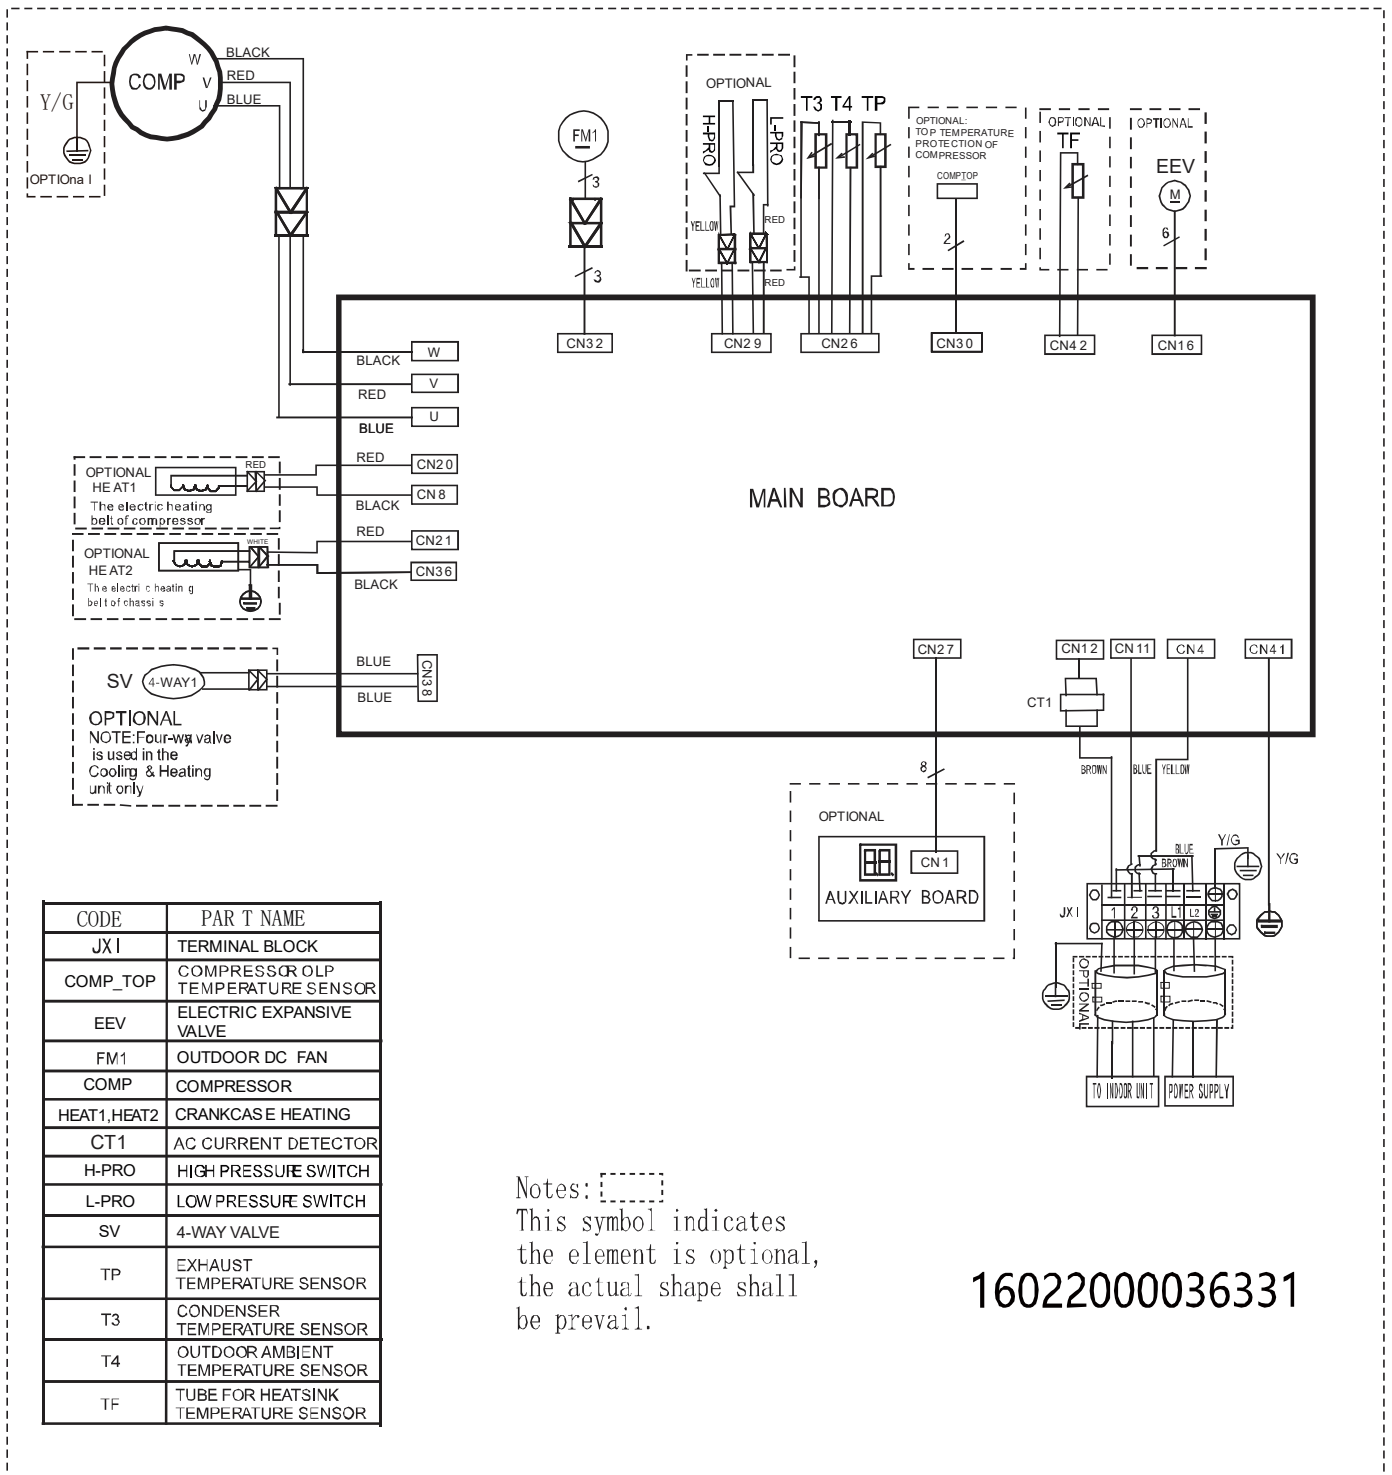 BLACK
W
COMP
V
RED
U
BLUE
Y/G
OPTIOna l
FM1
3
3
OPTIONAL
H-PRO
L-PRO
YELLOW
RED
YELLOW
RED
T3 T4 TP
OPTIONAL:
TOP TEMPERATURE
PROTECTION OF
COMPRESSOR
COMPTOP
2
OPTIONAL
TF
OPTIONAL
EEV
M
6
CN32
CN29
CN26
CN30
CN42
CN16
W
BLACK
V
RED
U
BLUE
OPTIONAL
HEAT1
The electric heating
belt of compressor
RED
RED
CN20
BLACK
CN8
OPTIONAL
HEAT2
The electric heating
belt of chassis
WHITE
RED
CN21
BLACK
CN36
MAIN BOARD
SV
4-WAY1
OPTIONAL
NOTE:Four-way valve
is used in the
Cooling & Heating
unit only
BLUE
BLUE
CN38
CN27
CN12
CN11
CN4
CN41
CT1
8
BROWN
BLUE
YELLOW
OPTIONAL
CN1
AUXILIARY BOARD
BLUE
BROWN
Y/G
Y/G
JX1
1 2 3 L1 L2
OPTIONAL
TO INDOOR UNIT
POWER SUPPLY
CODE PART NAME
JX1 TERMINAL BLOCK
COMP_TOP COMPRESSOR OLP
TEMPERATURE SENSOR
EEV ELECTRIC EXPANSIVE
VALVE
FM1 OUTDOOR DC FAN
COMP COMPRESSOR
HEAT1,HEAT2 CRANKCASE HEATING
CT1 AC CURRENT DETECTOR
H-PRO HIGH PRESSURE SWITCH
L-PRO LOW PRESSURE SWITCH
SV 4-WAY VALVE
TP EXHAUST
TEMPERATURE SENSOR
T3 CONDENSER
TEMPERATURE SENSOR
T4 OUTDOOR AMBIENT
TEMPERATURE SENSOR
TF TUBE FOR HEATSINK
TEMPERATURE SENSOR
Notes:
This symbol indicates
the element is optional,
the actual shape shall
be prevail.
16022000036331